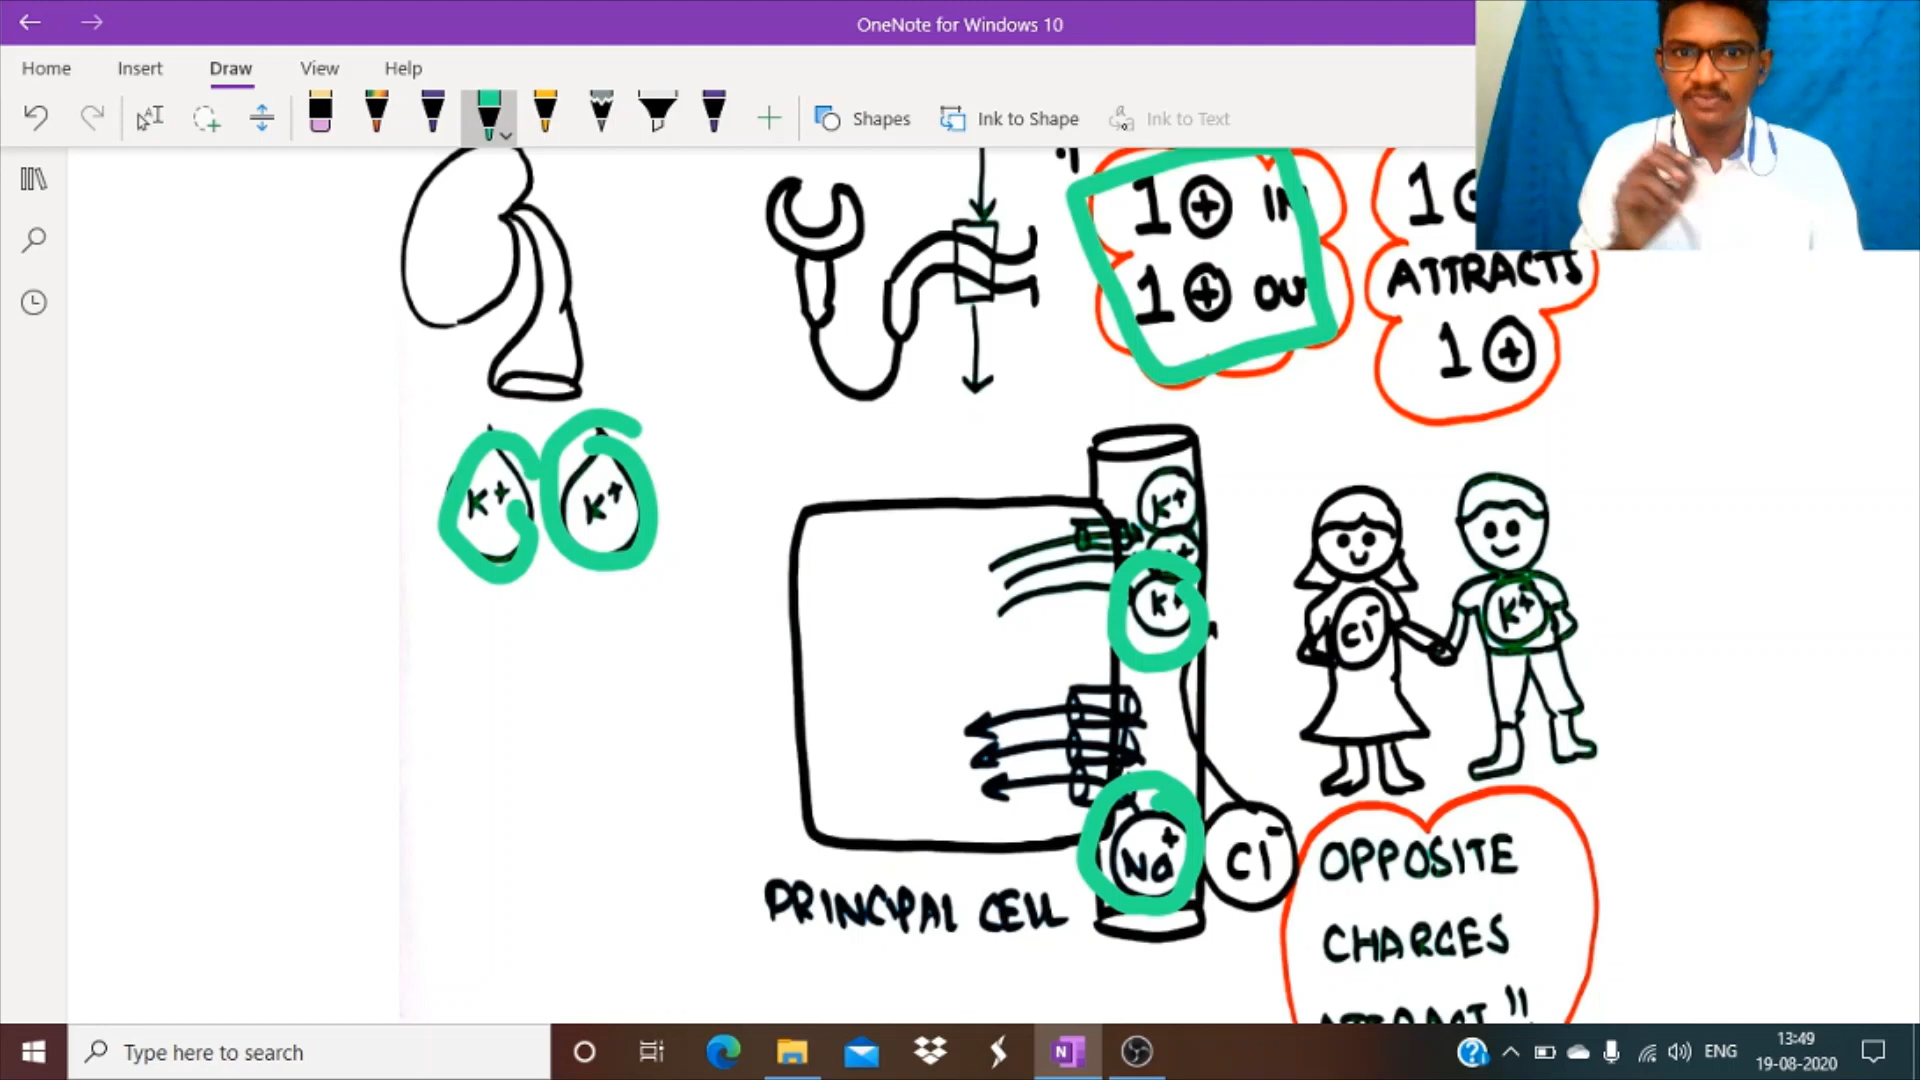 OneNote for Windows 10
Home Insert Draw View Help
Shapes Ink to Shape Ink to Text
1 + IN
1 + OU
1
ATTRACTS
1 +
K+ K+
K+
K+
Cl- K+
Na+ Cl-
PRINCIPAL CELL
OPPOSITE
CHARGES
ATTRACT!!
Type here to search
ENG
13:49
19-08-2020